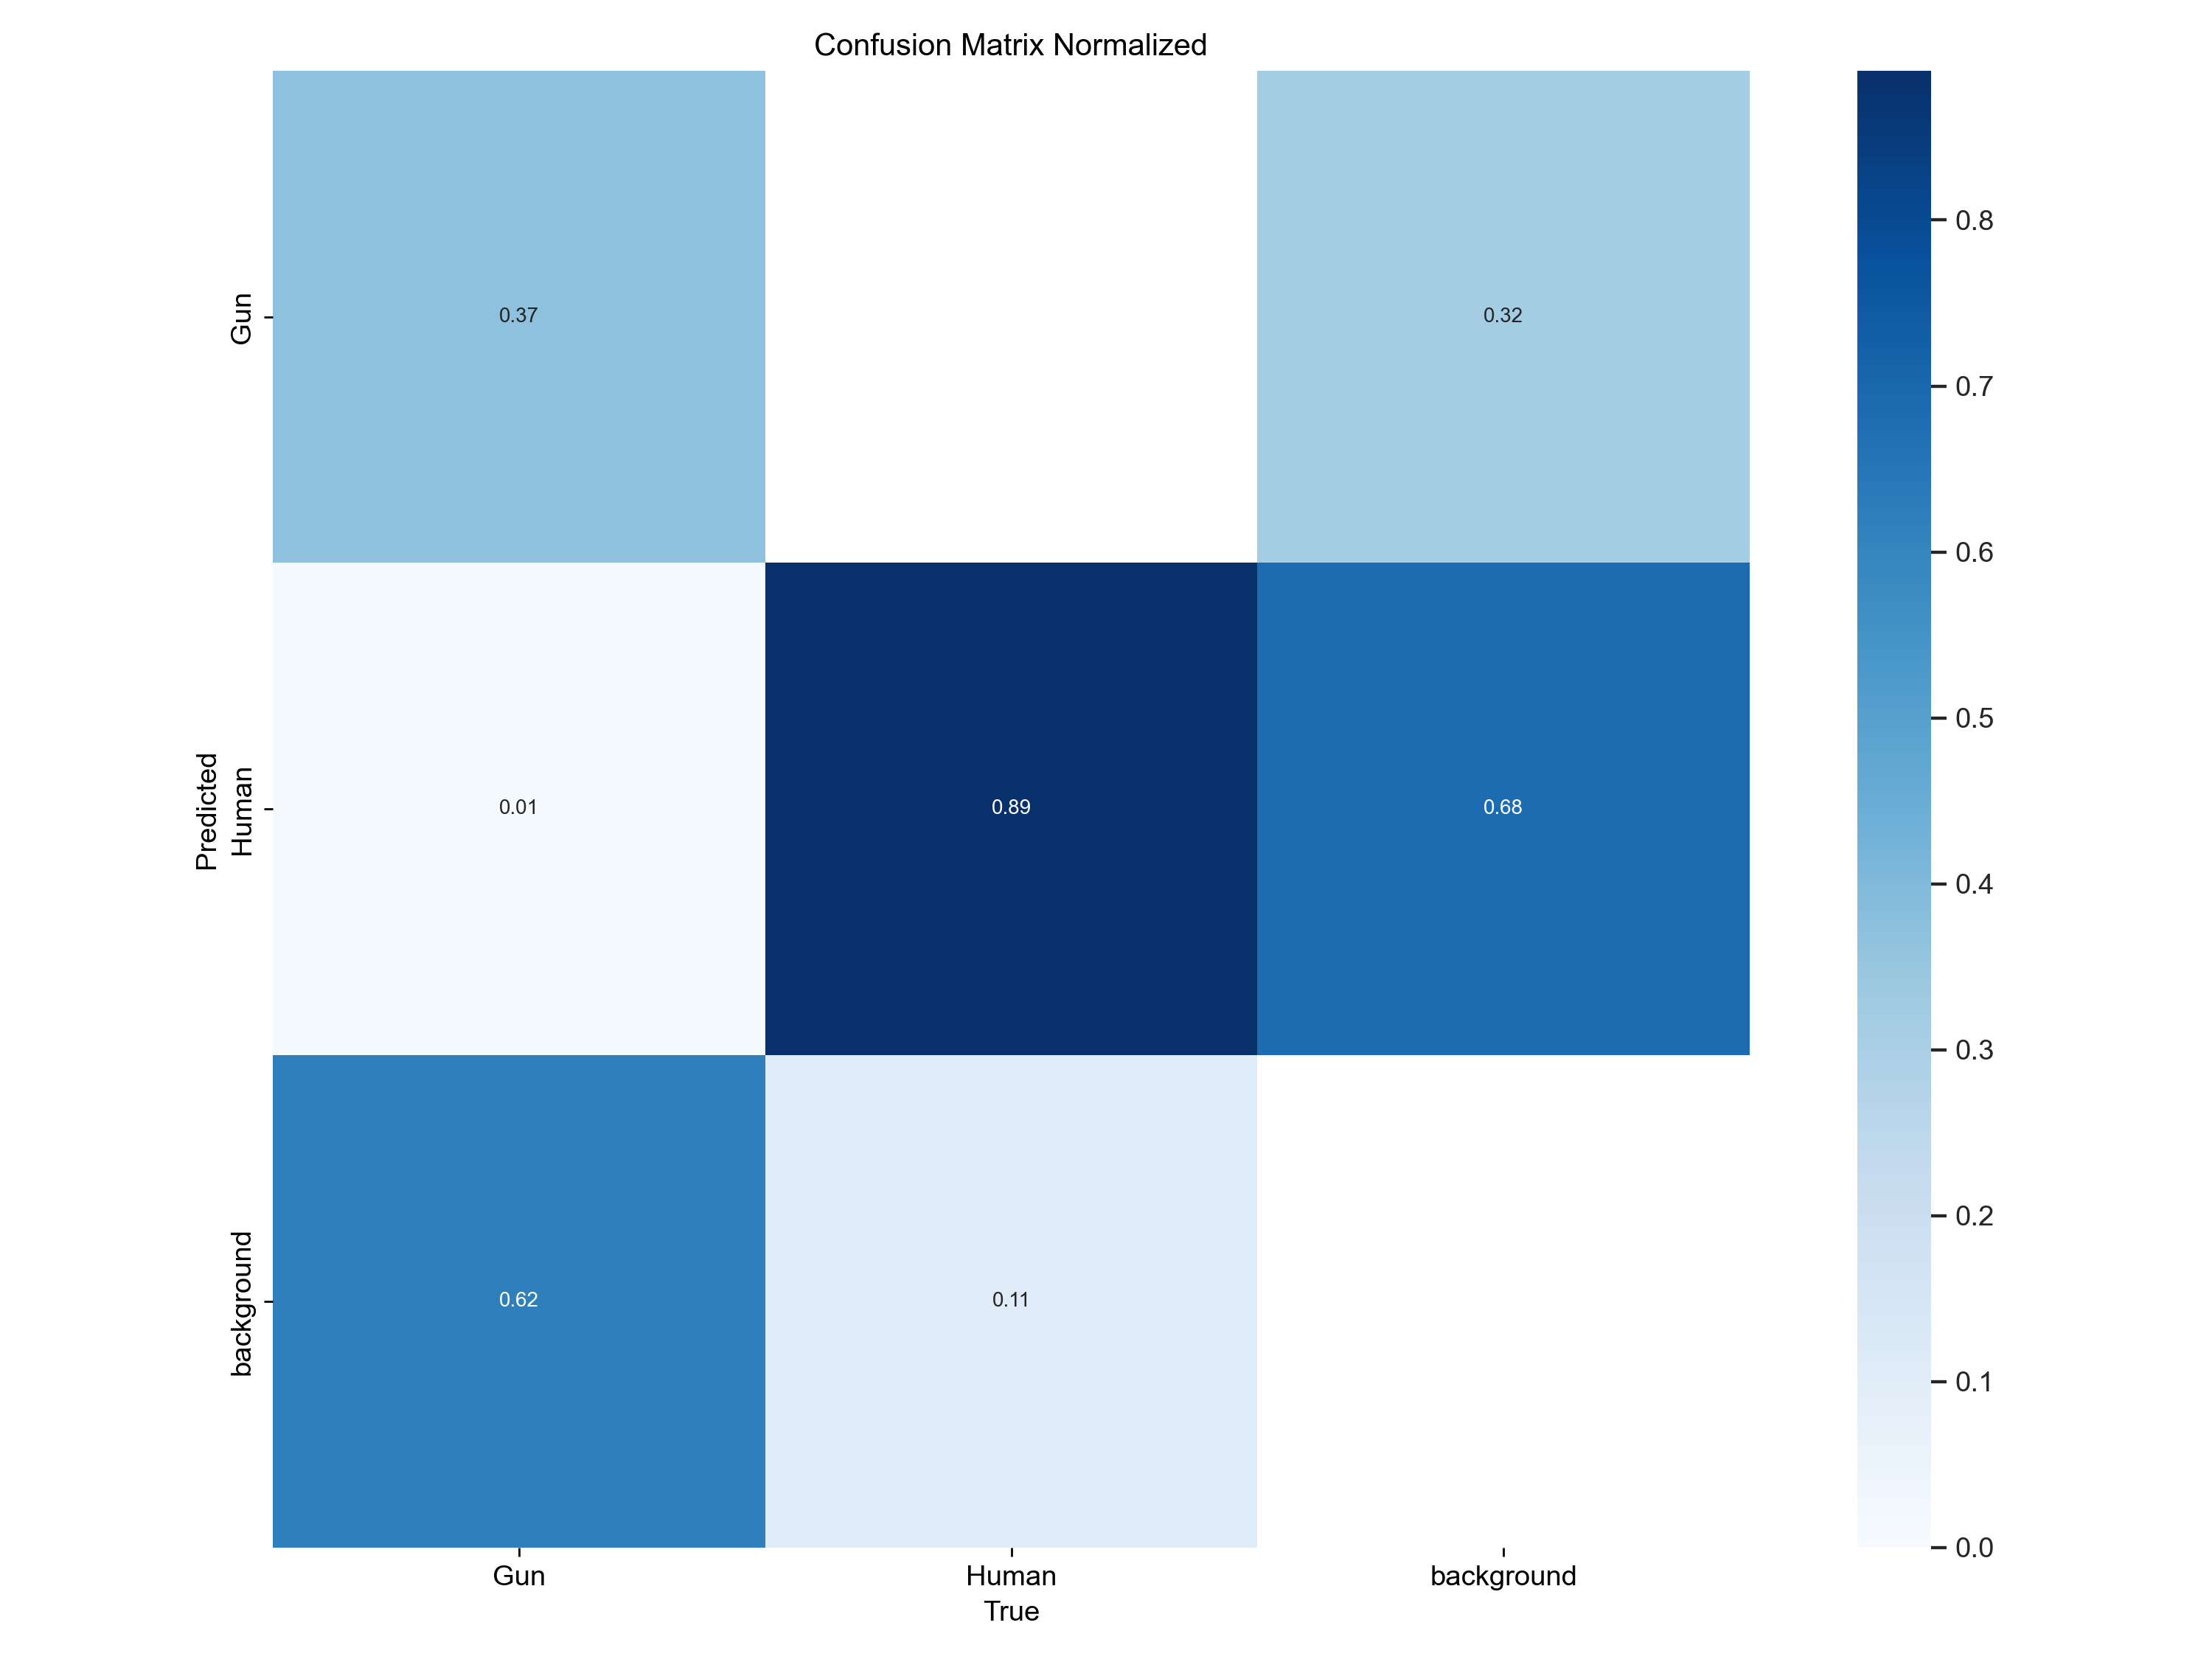 Confusion Matrix Normalized
Gun
0.37
0.32
Predicted
Human
0.01
0.89
0.68
background
0.62
0.11
Gun
Human
background
True
0.8
0.7
0.6
0.5
0.4
0.3
0.2
0.1
0.0